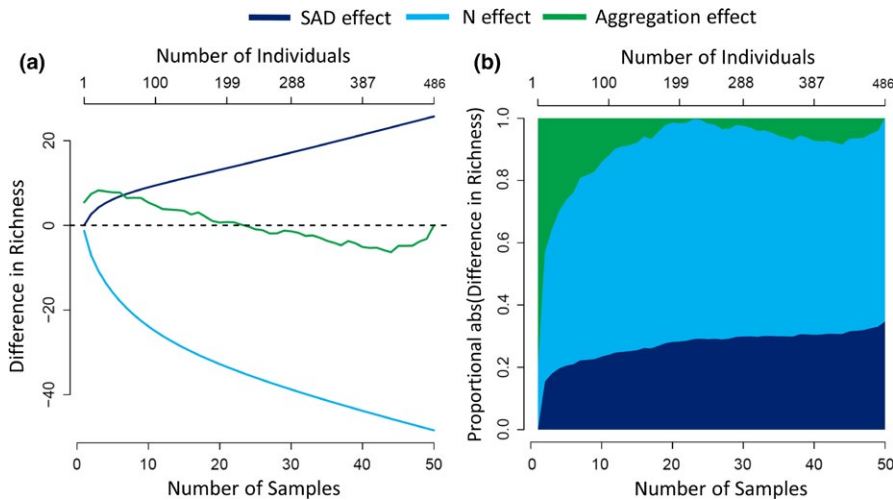 SAD effect N effect Aggregation effect
(a) Number of Individuals
1 100 199 288 387 486
Difference in Richness
20
0
−20
−40
0 10 20 30 40 50
Number of Samples
(b) Number of Individuals
1 100 199 288 387 486
Proportional abs(Difference in Richness)
1.0
0.8
0.6
0.4
0.2
0.0
0 10 20 30 40 50
Number of Samples